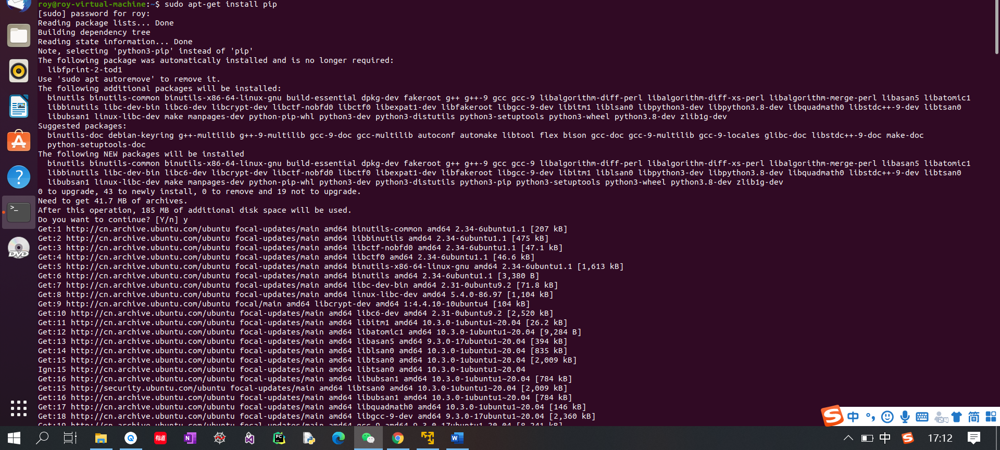 roy@roy-virtual-machine:~$ sudo apt-get install pip
[sudo] password for roy:
Reading package lists... Done
Building dependency tree
Reading state information... Done
Note, selecting 'python3-pip' instead of 'pip'
The following package was automatically installed and is no longer required:
libfprint-2-tod1
Use 'sudo apt autoremove' to remove it.
The following additional packages will be installed:
binutils binutils-common binutils-x86-64-linux-gnu build-essential dpkg-dev fakeroot g++ g++-9 gcc gcc-9 libalgorithm-diff-perl libalgorithm-diff-xs-perl libalgorithm-merge-perl libasan5 libatomic1
libbinutils libc-dev-bin libc6-dev libcrypt-dev libctf-nobfd0 libctf0 libexpat1-dev libfakeroot libgcc-9-dev libitm1 liblsan0 libpython3-dev libpython3.8-dev libquadmath0 libstdc++-9-dev libtsan0
libubsan1 linux-libc-dev make manpages-dev python-pip-whl python3-dev python3-distutils python3-setuptools python3-wheel python3.8-dev zlib1g-dev
Suggested packages:
binutils-doc debian-keyring g++-multilib g++-9-multilib gcc-9-doc gcc-multilib autoconf automake libtool flex bison gcc-doc gcc-9-multilib gcc-9-locales glibc-doc libstdc++-9-doc make-doc
python-setuptools-doc
The following NEW packages will be installed
binutils binutils-common binutils-x86-64-linux-gnu build-essential dpkg-dev fakeroot g++ g++-9 gcc gcc-9 libalgorithm-diff-perl libalgorithm-diff-xs-perl libalgorithm-merge-perl libasan5 libatomic1
libbinutils libc-dev-bin libc6-dev libcrypt-dev libctf-nobfd0 libctf0 libexpat1-dev libfakeroot libgcc-9-dev libitm1 liblsan0 libpython3-dev libpython3.8-dev libquadmath0 libstdc++-9-dev libtsan0
libubsan1 linux-libc-dev make manpages-dev python-pip-whl python3-dev python3-distutils python3-pip python3-setuptools python3-wheel python3.8-dev zlib1g-dev
0 to upgrade, 43 to newly install, 0 to remove and 19 not to upgrade.
Need to get 41.7 MB of archives.
After this operation, 185 MB of additional disk space will be used.
Do you want to continue? [Y/n] y
Get:1 http://cn.archive.ubuntu.com/ubuntu focal-updates/main amd64 binutils-common amd64 2.34-6ubuntu1.1 [207 kB]
Get:2 http://cn.archive.ubuntu.com/ubuntu focal-updates/main amd64 libbinutils amd64 2.34-6ubuntu1.1 [475 kB]
Get:3 http://cn.archive.ubuntu.com/ubuntu focal-updates/main amd64 libctf-nobfd0 amd64 2.34-6ubuntu1.1 [47.1 kB]
Get:4 http://cn.archive.ubuntu.com/ubuntu focal-updates/main amd64 libctf0 amd64 2.34-6ubuntu1.1 [46.6 kB]
Get:5 http://cn.archive.ubuntu.com/ubuntu focal-updates/main amd64 binutils-x86-64-linux-gnu amd64 2.34-6ubuntu1.1 [1,613 kB]
Get:6 http://cn.archive.ubuntu.com/ubuntu focal-updates/main amd64 binutils amd64 2.34-6ubuntu1.1 [3,380 B]
Get:7 http://cn.archive.ubuntu.com/ubuntu focal-updates/main amd64 libc-dev-bin amd64 2.31-0ubuntu9.2 [71.8 kB]
Get:8 http://cn.archive.ubuntu.com/ubuntu focal-updates/main amd64 linux-libc-dev amd64 5.4.0-86.97 [1,104 kB]
Get:9 http://cn.archive.ubuntu.com/ubuntu focal/main amd64 libcrypt-dev amd64 1:4.4.10-10ubuntu4 [104 kB]
Get:10 http://cn.archive.ubuntu.com/ubuntu focal-updates/main amd64 libc6-dev amd64 2.31-0ubuntu9.2 [2,520 kB]
Get:11 http://cn.archive.ubuntu.com/ubuntu focal-updates/main amd64 libitm1 amd64 10.3.0-1ubuntu1~20.04 [26.2 kB]
Get:12 http://cn.archive.ubuntu.com/ubuntu focal-updates/main amd64 libatomic1 amd64 10.3.0-1ubuntu1~20.04 [9,284 B]
Get:13 http://cn.archive.ubuntu.com/ubuntu focal-updates/main amd64 libasan5 amd64 9.3.0-17ubuntu1~20.04 [394 kB]
Get:14 http://cn.archive.ubuntu.com/ubuntu focal-updates/main amd64 liblsan0 amd64 10.3.0-1ubuntu1~20.04 [835 kB]
Get:15 http://cn.archive.ubuntu.com/ubuntu focal-updates/main amd64 libtsan0 amd64 10.3.0-1ubuntu1~20.04 [2,009 kB]
Ign:15 http://cn.archive.ubuntu.com/ubuntu focal-updates/main amd64 libtsan0 amd64 10.3.0-1ubuntu1~20.04
Get:16 http://cn.archive.ubuntu.com/ubuntu focal-updates/main amd64 libubsan1 amd64 10.3.0-1ubuntu1~20.04 [784 kB]
Get:15 http://security.ubuntu.com/ubuntu focal-updates/main amd64 libtsan0 amd64 10.3.0-1ubuntu1~20.04 [2,009 kB]
Get:16 http://cn.archive.ubuntu.com/ubuntu focal-updates/main amd64 libubsan1 amd64 10.3.0-1ubuntu1~20.04 [784 kB]
Get:17 http://cn.archive.ubuntu.com/ubuntu focal-updates/main amd64 libquadmath0 amd64 10.3.0-1ubuntu1~20.04 [146 kB]
Get:18 http://cn.archive.ubuntu.com/ubuntu focal-updates/main amd64 libgcc-9-dev amd64 9.3.0-17ubuntu1~20.04 [2,360 kB]
Get:19 http://cn.archive.ubuntu.com/ubuntu focal-updates/main amd64 gcc-9 amd64 9.3.0-17ubuntu1~20.04 [8,241 kB]
中 简
有道 中 17:12